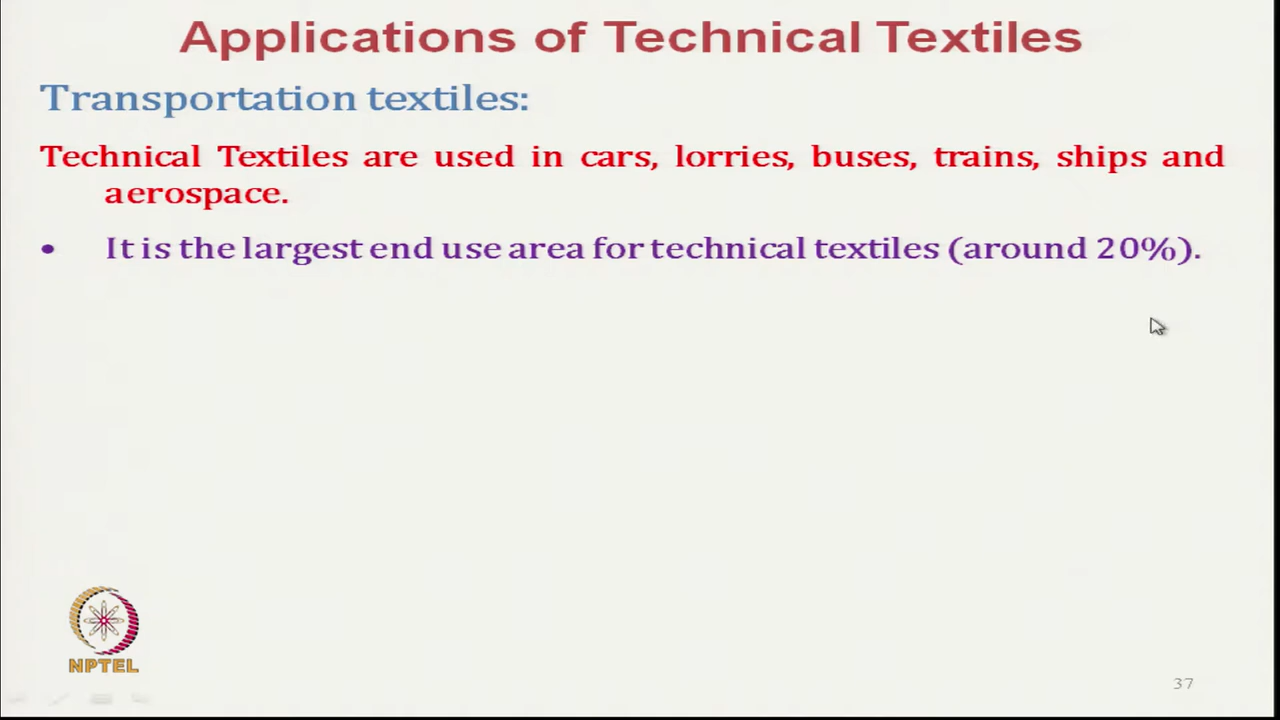 Applications of Technical Textiles
Transportation textiles:
Technical Textiles are used in cars, lorries, buses, trains, ships and
aerospace.
• It is the largest end use area for technical textiles (around 20%).
NPTEL
37